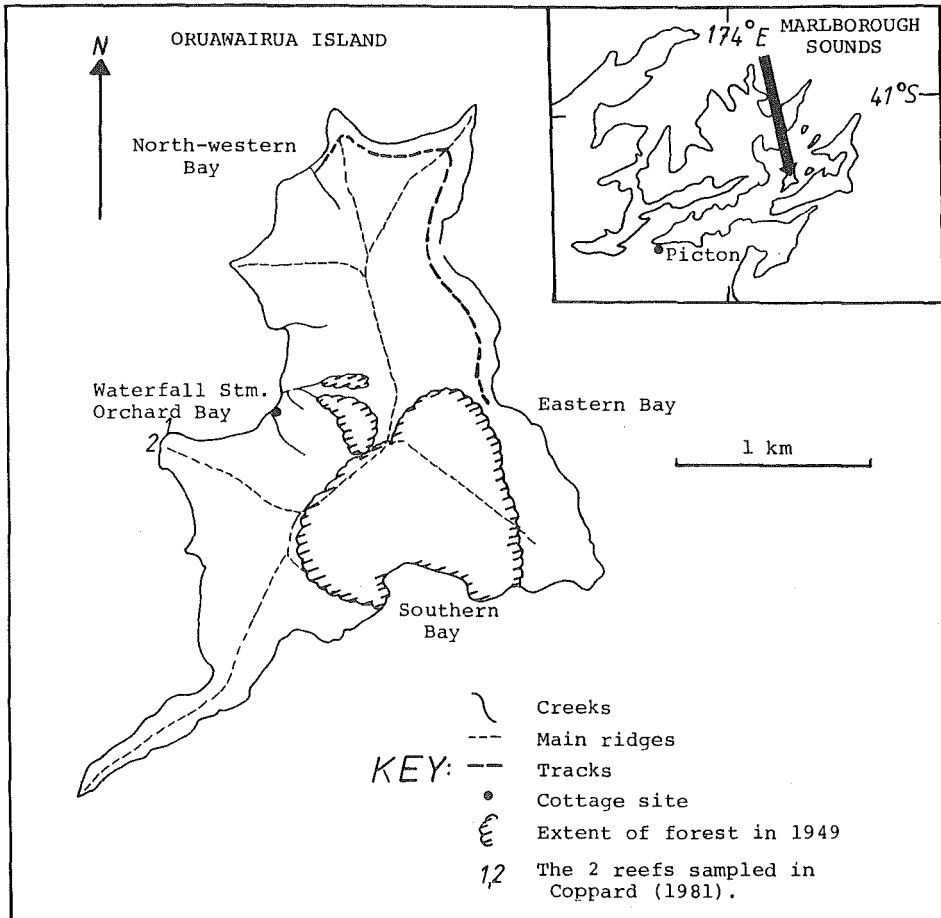 ORUAWAIRUA ISLAND
N
MARLBOROUGH
SOUNDS
174°E
41°S
Picton
North-western
Bay
Waterfall Stm.
Orchard Bay
2
Eastern Bay
1 km
Southern
Bay
KEY:
Creeks
Main ridges
Tracks
Cottage site
Extent of forest in 1949
1,2 The 2 reefs sampled in
Coppard (1981).